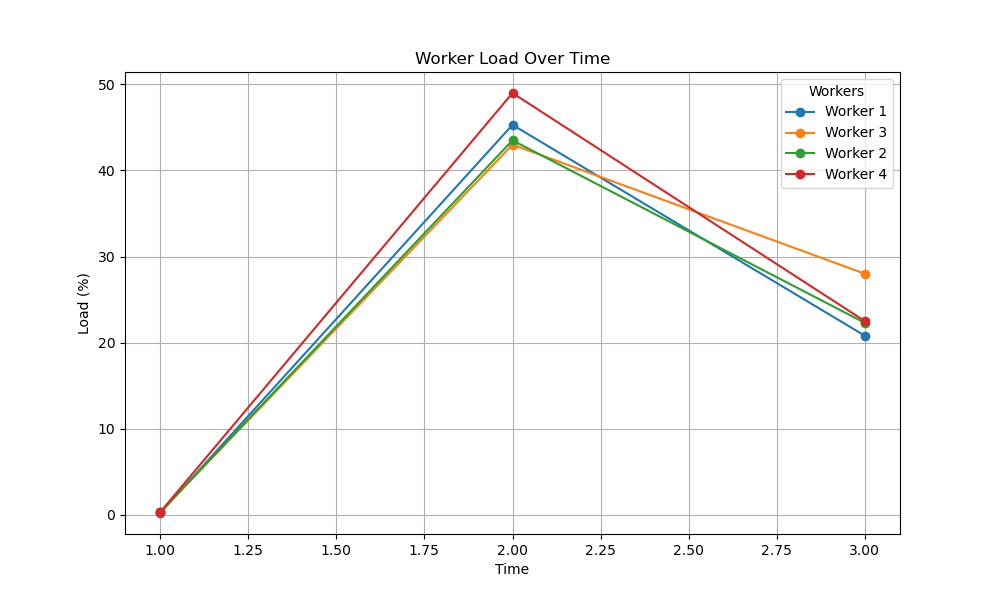 Worker Load Over Time
Workers
Worker 1
Worker 3
Worker 2
Worker 4
Load (%)
50
40
30
20
10
0
1.00 1.25 1.50 1.75 2.00 2.25 2.50 2.75 3.00
Time